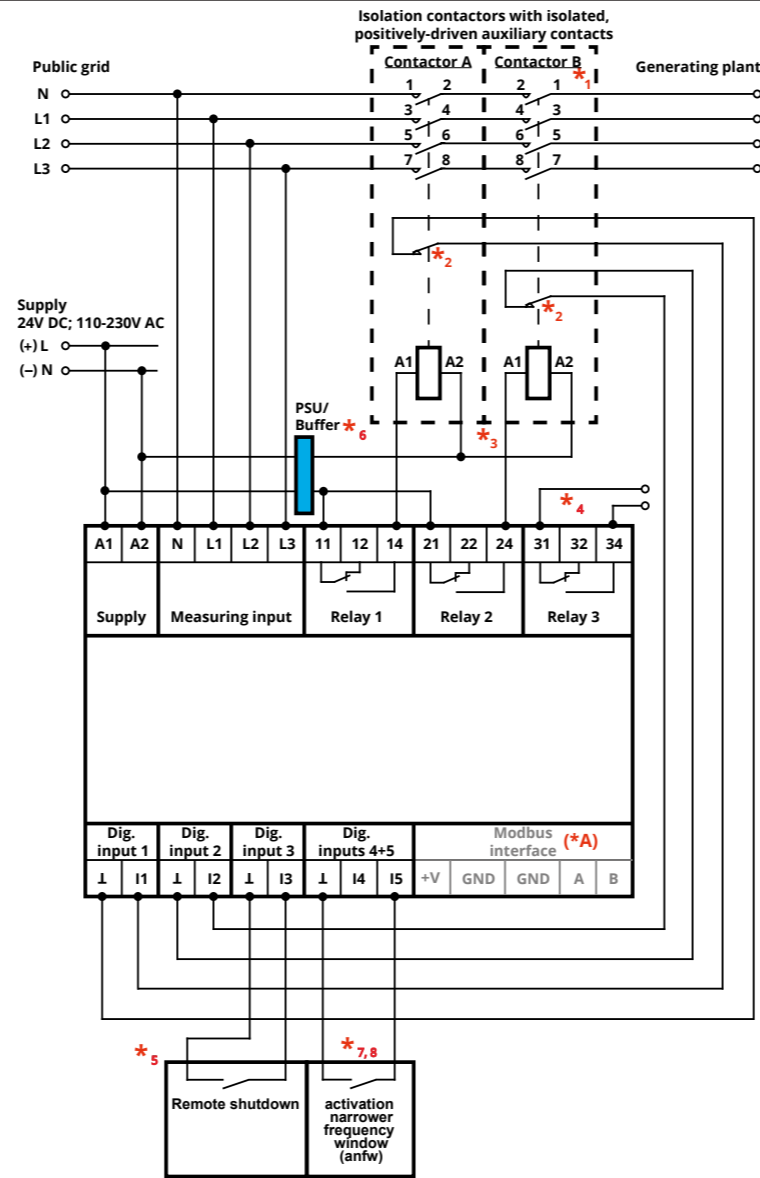 Isolation contactors with isolated,
positively-driven auxiliary contacts
Contactor A Contactor B *1
Public grid Generating plant
N 1 2 2 1
L1 3 4 4 3
L2 5 6 6 5
L3 7 8 8 7
*2
*2
Supply
24V DC; 110-230V AC
(+) L
(–) N
A1 A2 A1 A2
PSU/
Buffer *6
*3
*4
A1 A2 N L1 L2 L3 11 12 14 21 22 24 31 32 34
Supply Measuring input Relay 1 Relay 2 Relay 3
Dig. Dig. Dig. Dig. Modbus
input 1 input 2 input 3 inputs 4+5 interface (*A)
⊥ I1 ⊥ I2 ⊥ I3 ⊥ I4 I5 +V GND GND A B
*5 *7, 8
Remote shutdown
activation
narrower
frequency
window
(anfw)